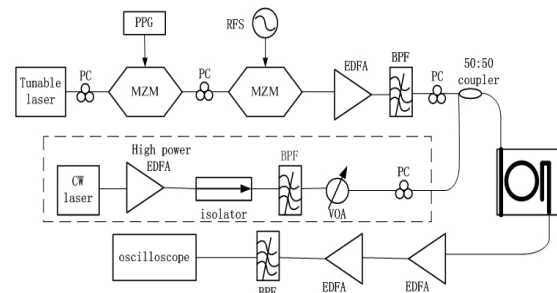 PPG
RFS
Tunable
laser
PC
MZM
PC
MZM
EDFA
BPF
PC
50:50
coupler
High power
EDFA
CW
laser
isolator
BPF
VOA
PC
oscilloscope
BPF
EDFA
EDFA